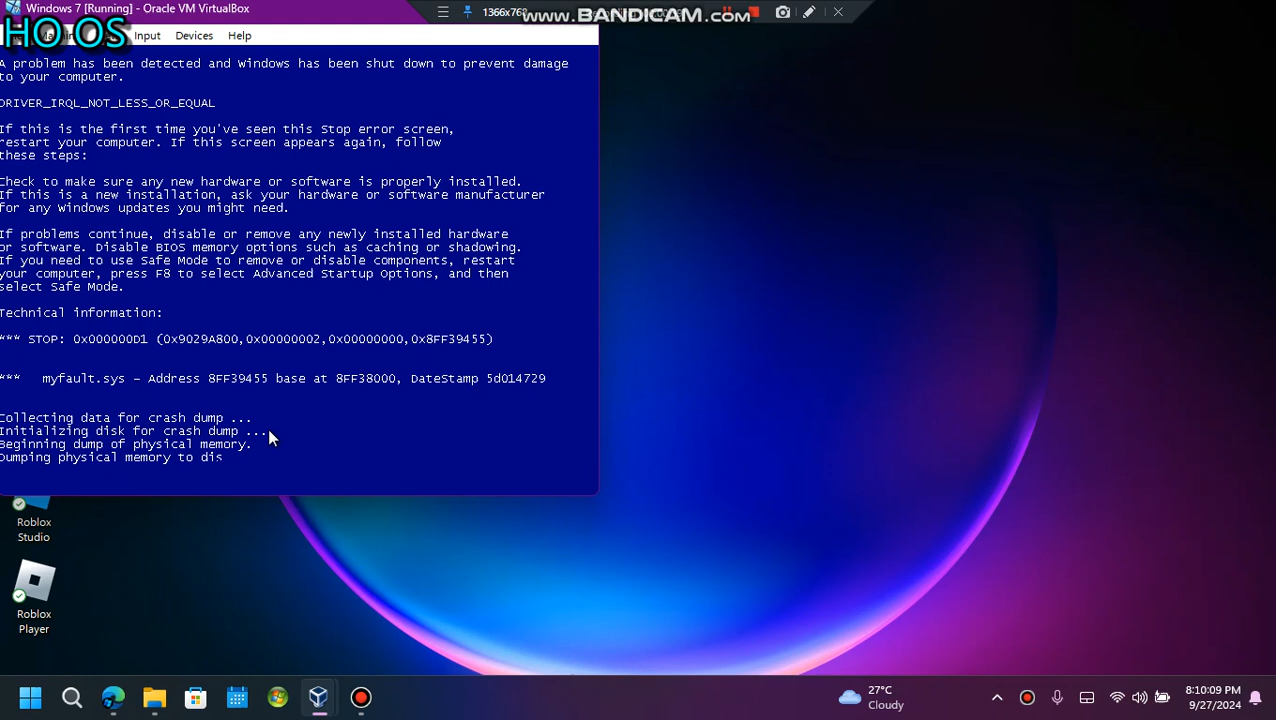 Windows 7 [Running] - Oracle VM VirtualBox
1366x768
www.BANDICAM.com
HO OS
Input
Devices
Help
A problem has been detected and Windows has been shut down to prevent damage
to your computer.
DRIVER_IRQL_NOT_LESS_OR_EQUAL
If this is the first time you've seen this Stop error screen,
restart your computer. If this screen appears again, follow
these steps:
Check to make sure any new hardware or software is properly installed.
If this is a new installation, ask your hardware or software manufacturer
for any Windows updates you might need.
If problems continue, disable or remove any newly installed hardware
or software. Disable BIOS memory options such as caching or shadowing.
If you need to use Safe Mode to remove or disable components, restart
your computer, press F8 to select Advanced Startup Options, and then
select Safe Mode.
Technical information:
*** STOP: 0x000000D1 (0x9029A800,0x00000002,0x00000000,0x8FF39455)
*** myfault.sys - Address 8FF39455 base at 8FF38000, DateStamp 5d014729
Collecting data for crash dump ...
Initializing disk for crash dump ...
Beginning dump of physical memory.
Dumping physical memory to dis
Roblox
Studio
Roblox
Player
27°C
Cloudy
8:10:09 PM
9/27/2024